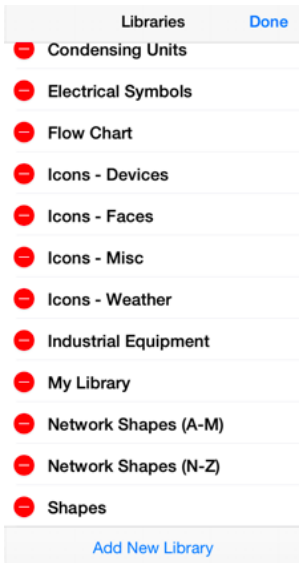 Libraries
Done
Condensing Units
Electrical Symbols
Flow Chart
Icons - Devices
Icons - Faces
Icons - Misc
Icons - Weather
Industrial Equipment
My Library
Network Shapes (A-M)
Network Shapes (N-Z)
Shapes
Add New Library